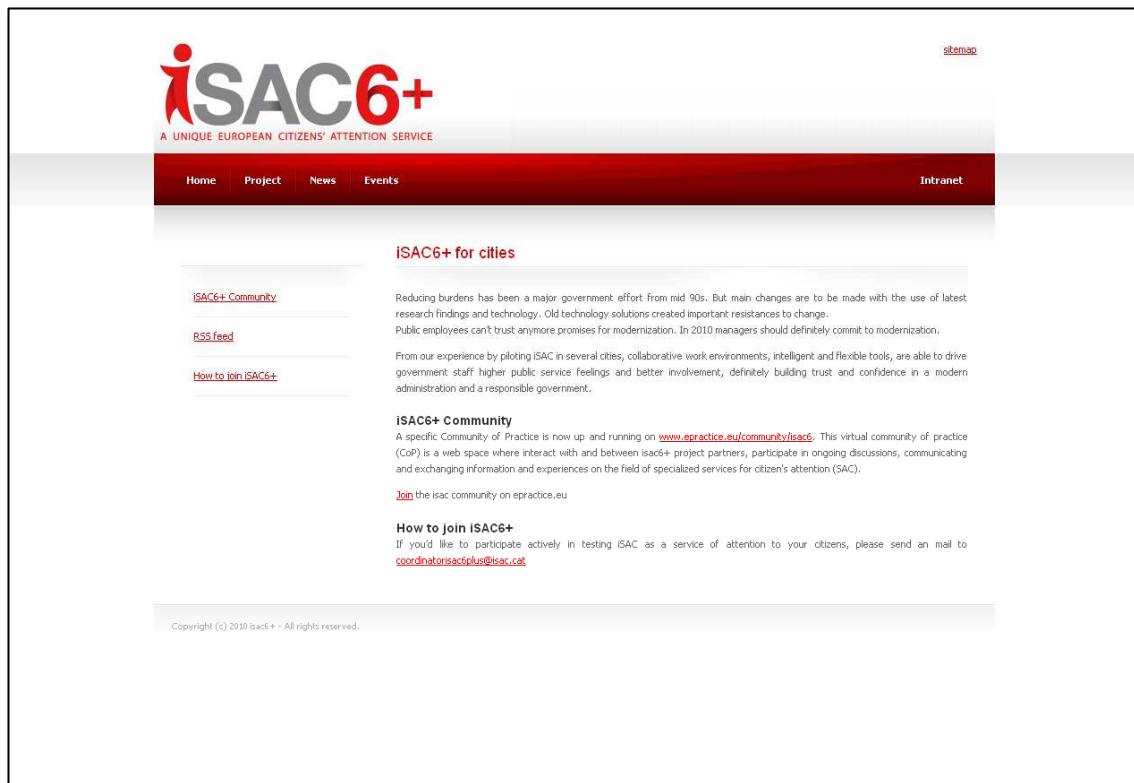 sitemap
iSAC6+
A UNIQUE EUROPEAN CITIZENS' ATTENTION SERVICE
Home Project News Events Intranet
iSAC6+ Community
RSS feed
How to join iSAC6+
iSAC6+ for cities
Reducing burdens has been a major government effort from mid 90s. But main changes are to be made with the use of latest
research findings and technology. Old technology solutions created important resistances to change.
Public employees can't trust anymore promises for modernization. In 2010 managers should definitely commit to modernization.
From our experience by piloting iSAC in several cities, collaborative work environments, intelligent and flexible tools, are able to drive
government staff higher public service feelings and better involvement, definitely building trust and confidence in a modern
administration and a responsible government.
iSAC6+ Community
A specific Community of Practice is now up and running on www.epractice.eu/community/isac6. This virtual community of practice
(CoP) is a web space where interact with and between isac6+ project partners, participate in ongoing discussions, communicating
and exchanging information and experiences on the field of specialized services for citizen's attention (SAC).
Join the isac community on epractice.eu
How to join iSAC6+
If you'd like to participate actively in testing iSAC as a service of attention to your citizens, please send an mail to
coordinatorisac6plus@isac.cat
Copyright (c) 2010 isac6+ - All rights reserved.